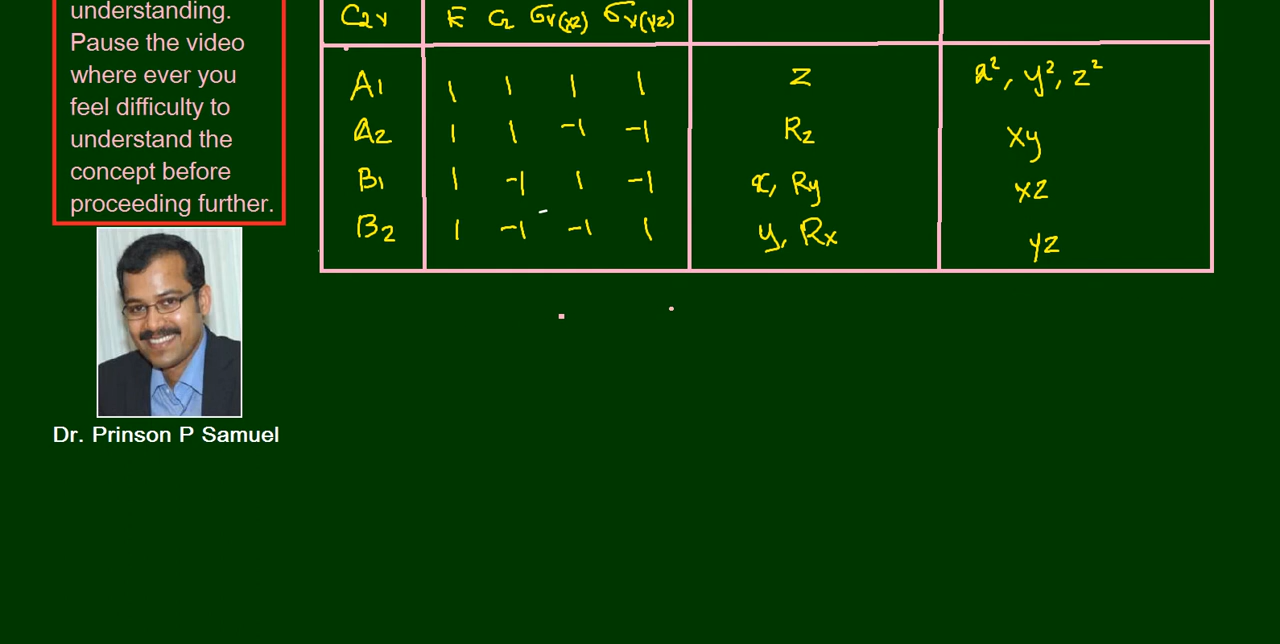 understanding.
Pause the video
where ever you
feel difficulty to
understand the
concept before
proceeding further.
Dr. Prinson P Samuel
C2v E C2 σv(xz) σv(yz)
A1 1 1 1 1 z x², y², z²
A2 1 1 -1 -1 Rz xy
B1 1 -1 1 -1 x, Ry xz
B2 1 -1 -1 1 y, Rx yz